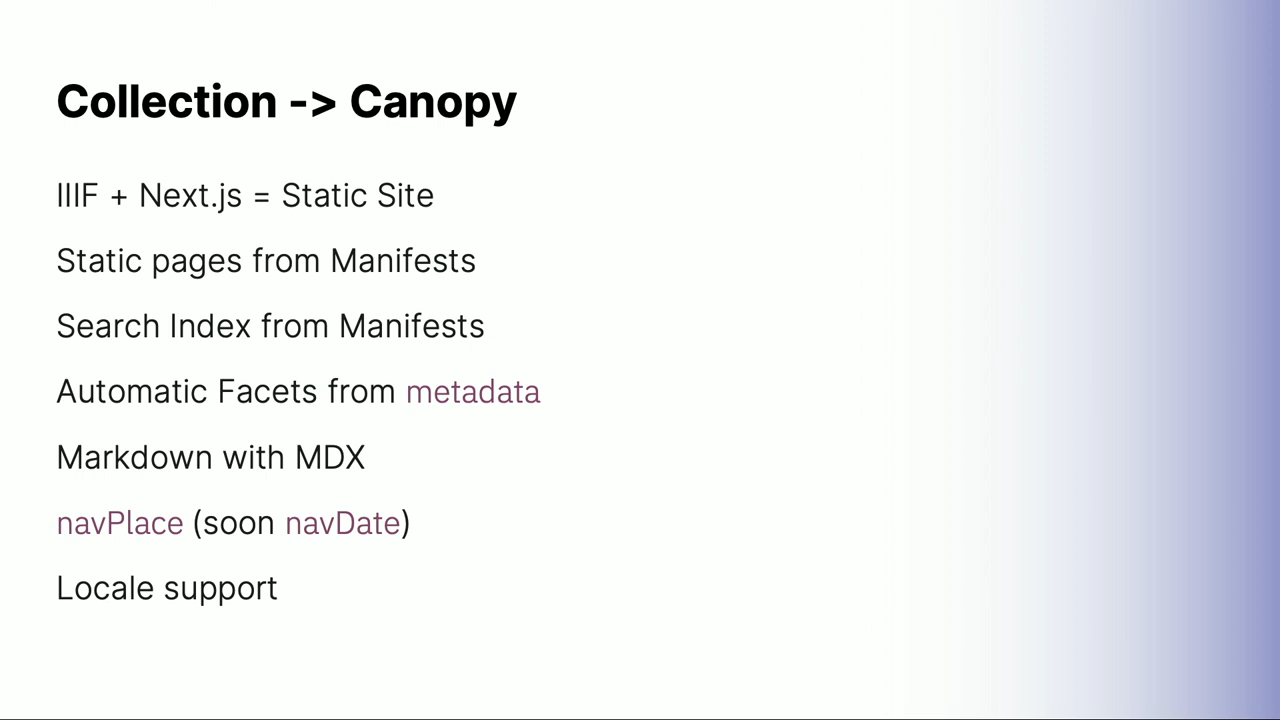 Collection -> Canopy
IIIF + Next.js = Static Site
Static pages from Manifests
Search Index from Manifests
Automatic Facets from metadata
Markdown with MDX
navPlace (soon navDate)
Locale support